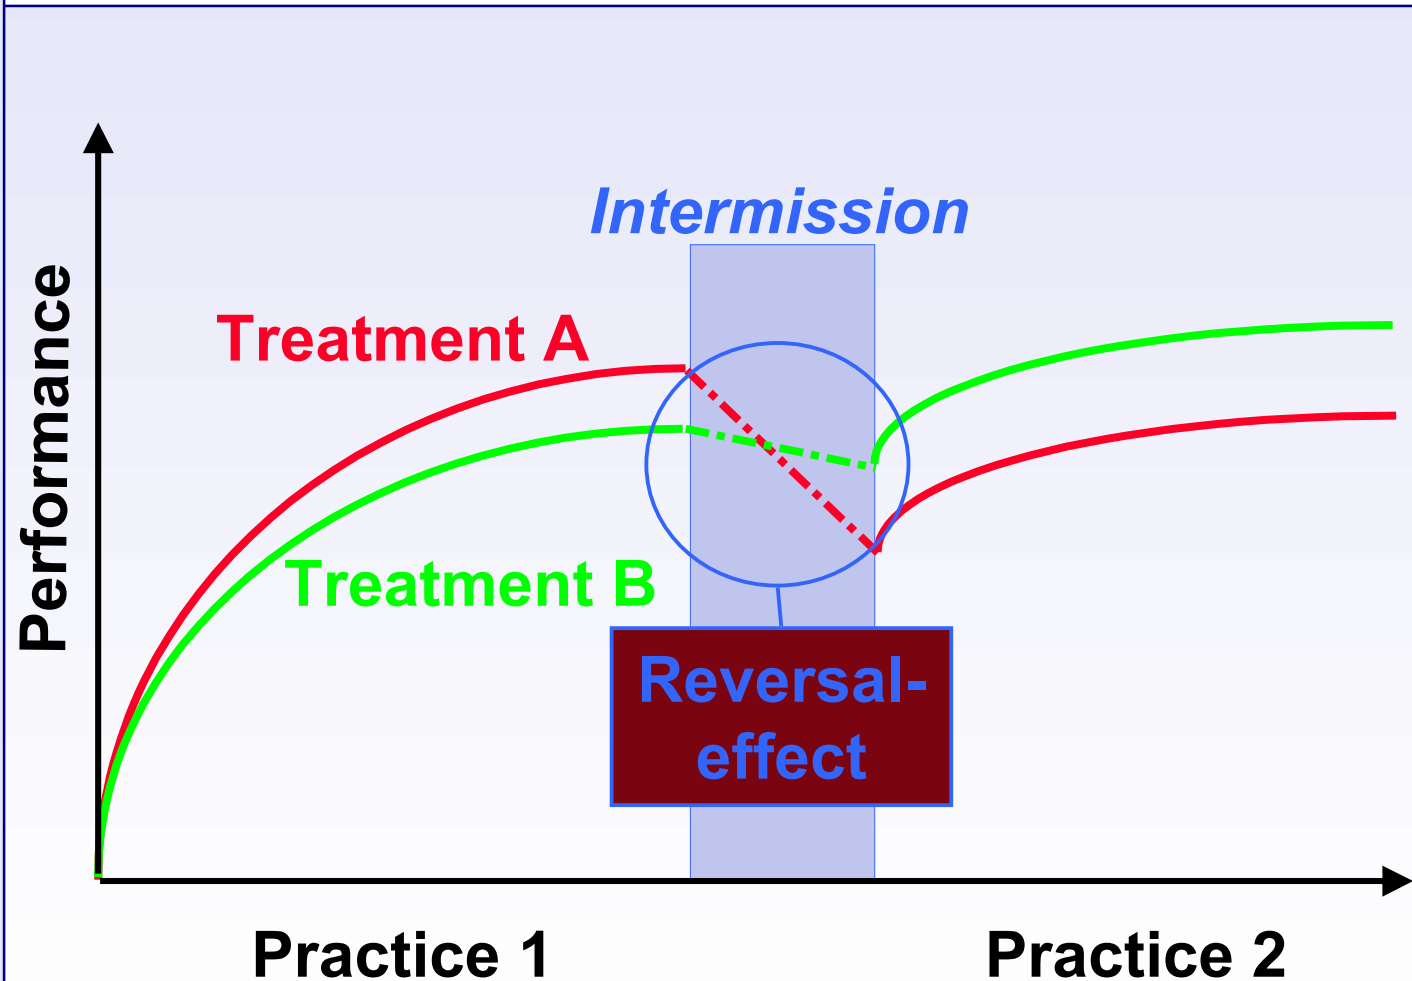 Performance
Intermission
Treatment A
Treatment B
Reversal-
effect
Practice 1
Practice 2